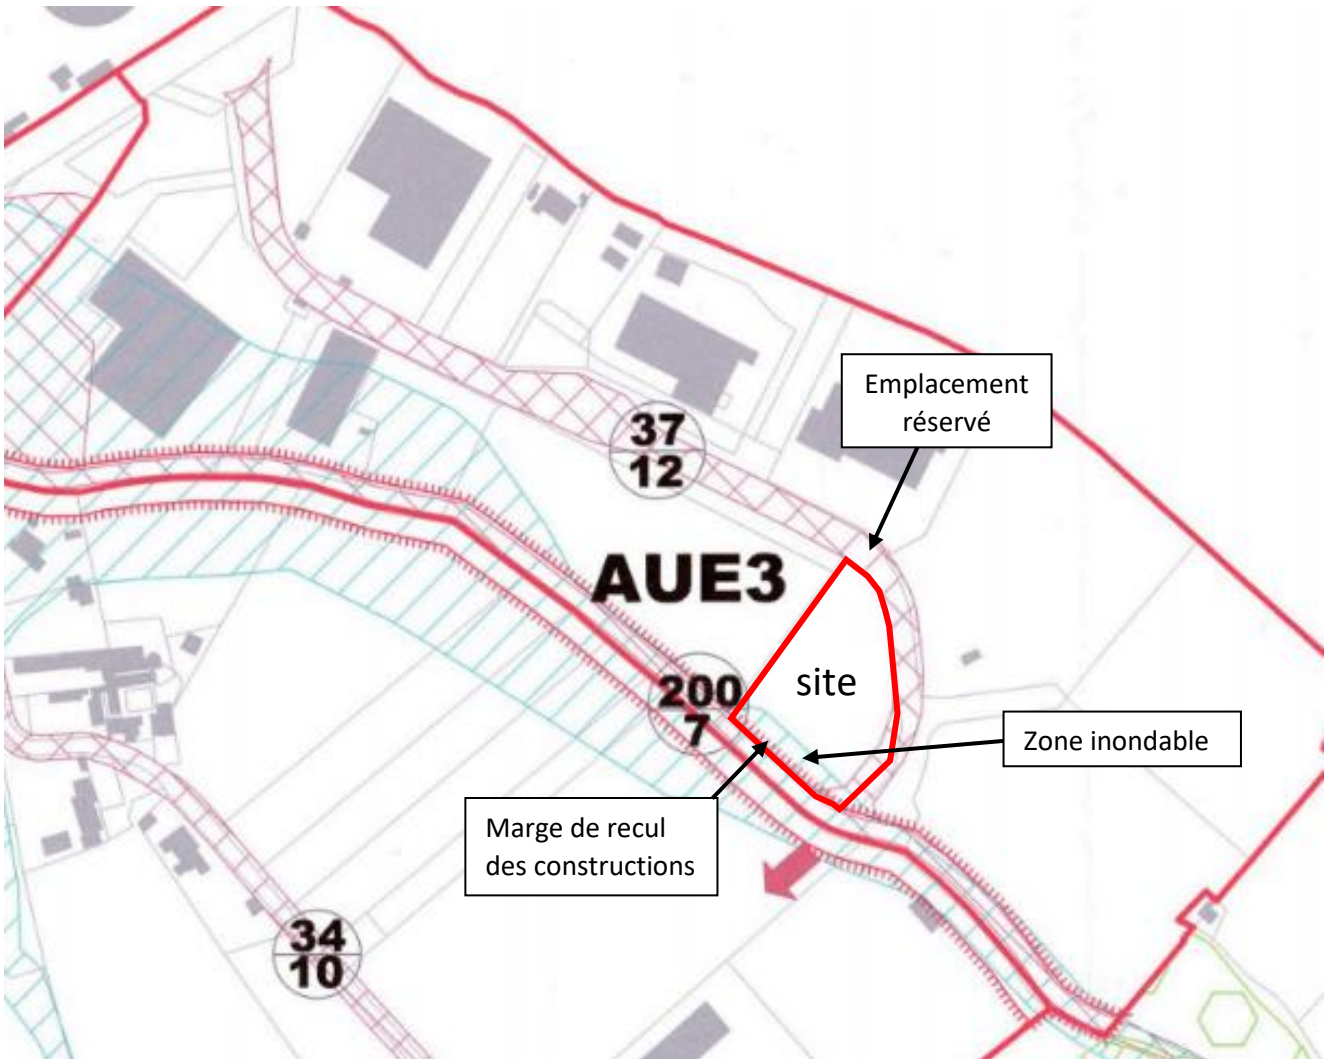 Emplacement
réservé
37
12
AUE3
site
200
7
Zone inondable
Marge de recul
des constructions
34
10